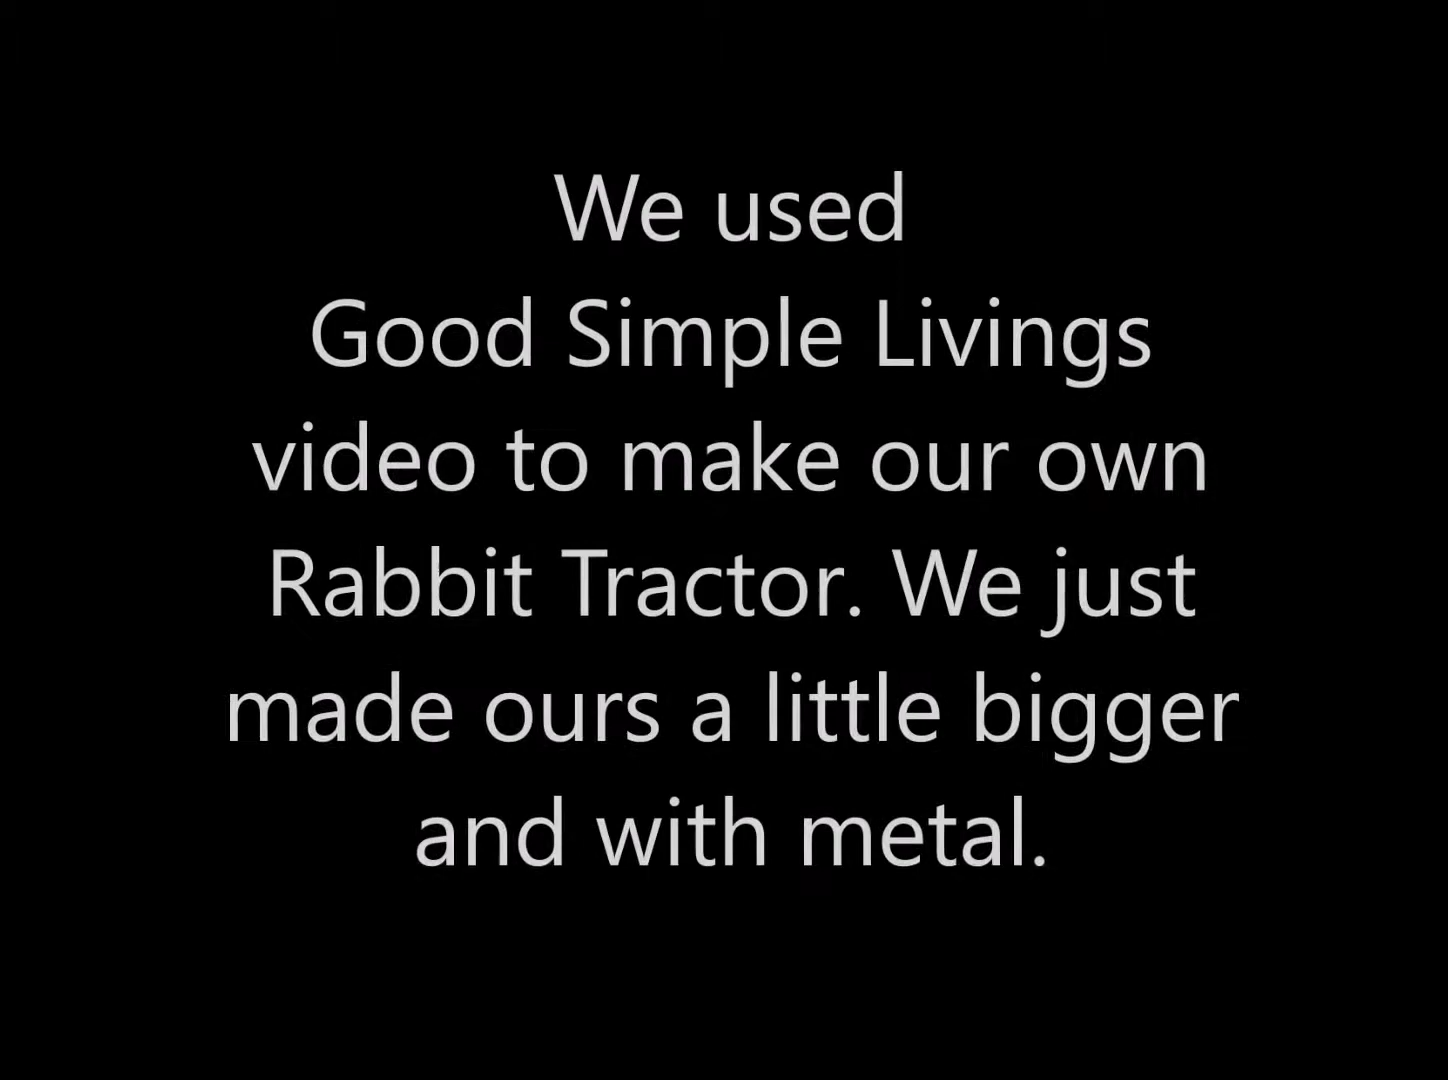 We used
Good Simple Livings
video to make our own
Rabbit Tractor. We just
made ours a little bigger
and with metal.